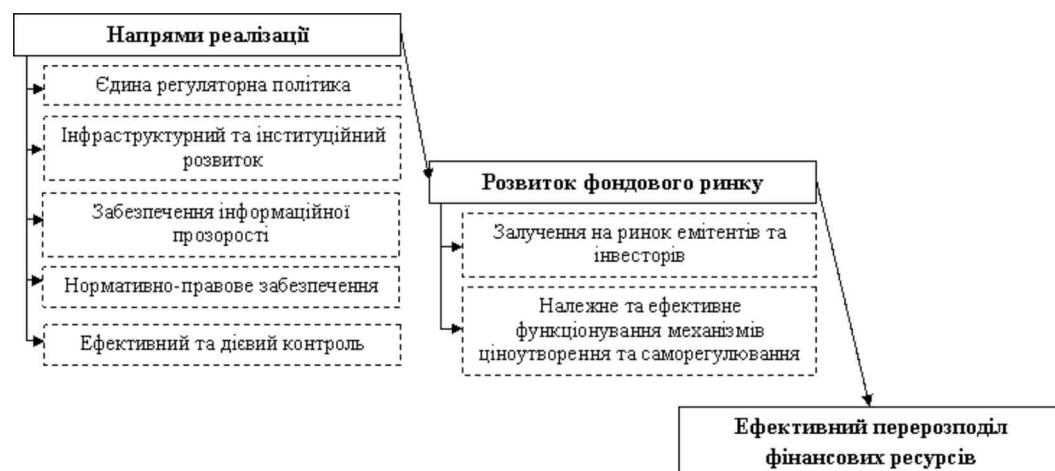 Напрями реалізації
Єдина регуляторна політика
Інфраструктурний та інституційний
розвиток
Забезпечення інформаційної
прозорості
Нормативно-правове забезпечення
Ефективний та дієвий контроль
Розвиток фондового ринку
Залучення на ринок емітентів та
інвесторів
Належне та ефективне
функціонування механізмів
ціноутворення та саморегулювання
Ефективний перерозподіл
фінансових ресурсів